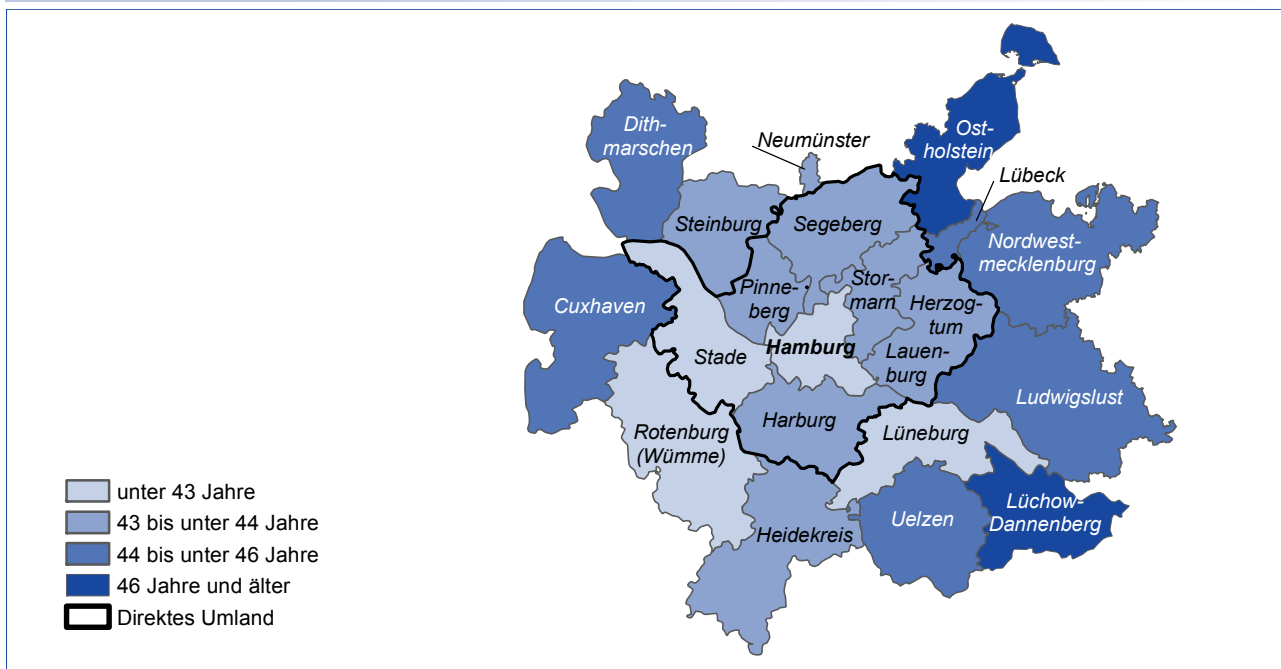 Dith-
marschen
Neumünster
Ost-
holstein
Lübeck
Steinburg
Segeberg
Nordwest-
mecklenburg
Cuxhaven
Pinne-
berg
Stor-
marn
Herzog-
tum
Lauen-
burg
Hamburg
Stade
Ludwigslust
Harburg
Rotenburg
(Wümme)
Lüneburg
Lüchow-
Dannenberg
Uelzen
Heidekreis
unter 43 Jahre
43 bis unter 44 Jahre
44 bis unter 46 Jahre
46 Jahre und älter
Direktes Umland